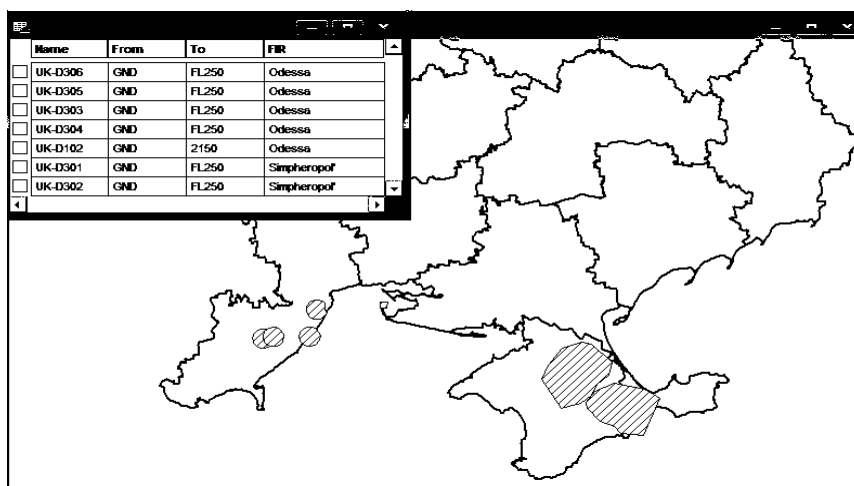 Name From To FIR
UK-D306 GND FL250 Odessa
UK-D305 GND FL250 Odessa
UK-D303 GND FL250 Odessa
UK-D304 GND FL250 Odessa
UK-D102 GND 2150 Odessa
UK-D301 GND FL250 Simpheropol'
UK-D302 GND FL250 Simpheropol'